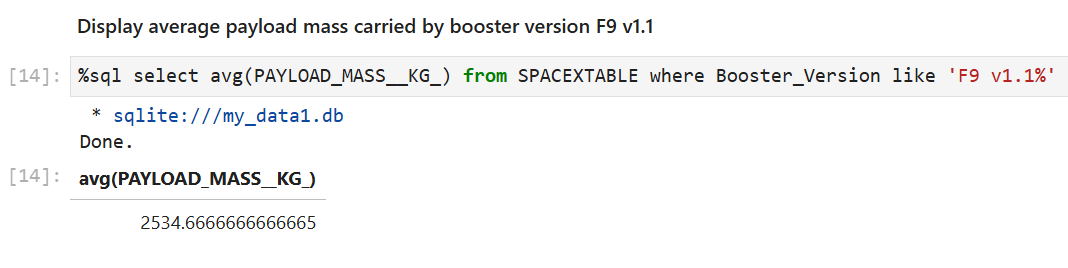 Display average payload mass carried by booster version F9 v1.1
[14]: %sql select avg(PAYLOAD_MASS__KG_) from SPACEXTABLE where Booster_Version like 'F9 v1.1%'
* sqlite:///my_data1.db
Done.
[14]: avg(PAYLOAD_MASS__KG_)
2534.6666666666665